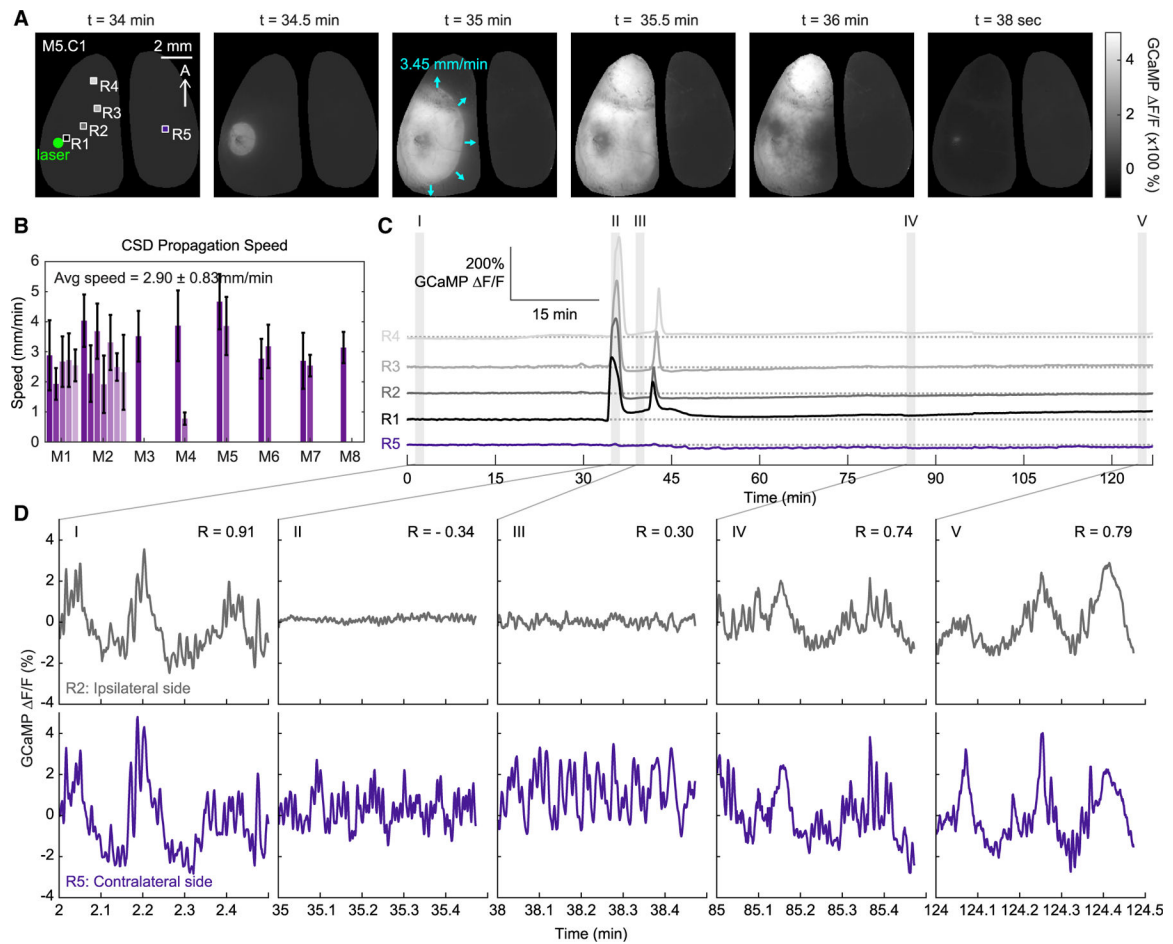 A
t = 34 min
t = 34.5 min
t = 35 min
t = 35.5 min
t = 36 min
t = 38 sec
M5.C1
2 mm
A
R4
R3
R2
R1
R5
laser
3.45 mm/min
4
2
0
GCaMP ΔF/F (x100 %)
B
CSD Propagation Speed
Avg speed = 2.90 ± 0.83mm/min
Speed (mm/min)
6
5
4
3
2
1
0
M1 M2 M3 M4 M5 M6 M7 M8
C
I II III IV V
200%
GCaMP ΔF/F
15 min
R4
R3
R2
R1
R5
0 15 30 45 60 75 90 105 120
Time (min)
D
I R = 0.91
II R = - 0.34
III R = 0.30
IV R = 0.74
V R = 0.79
4
2
0
-2
-4
R2: Ipsilateral side
GCaMP ΔF/F (%)
4
2
0
-2
-4
R5: Contralateral side
2 2.1 2.2 2.3 2.4
35 35.1 35.2 35.3 35.4
38 38.1 38.2 38.3 38.4
85 85.1 85.2 85.3 85.4
124 124.1 124.2 124.3 124.4 124.5
Time (min)